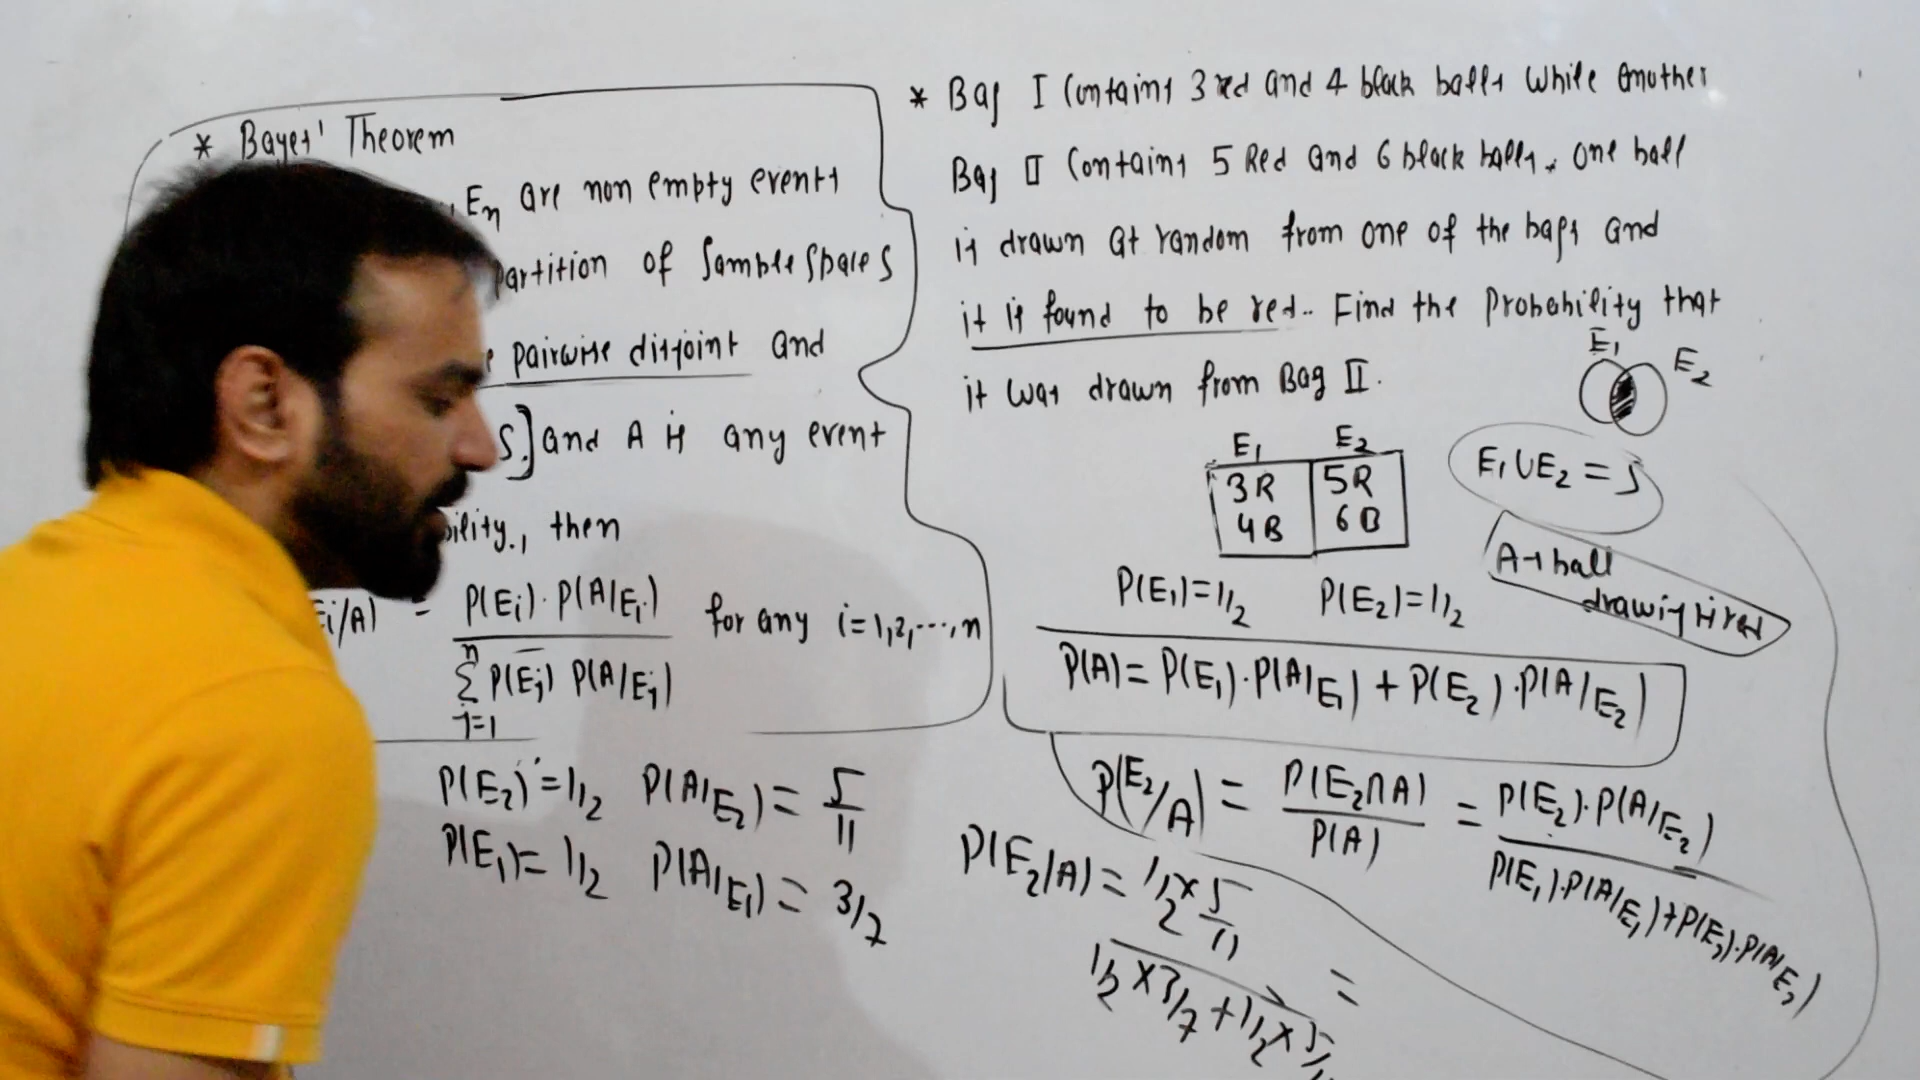 * Bayes' Theorem
, En are non empty events
partition of Sample Spaces
e pairwise disjoint and
S.] and A is any event
bility., then
Ei/A) = P(Ei)·P(A|Ei) for any i=1,2,...,n
n
Σ P(Ej) P(A/Ej)
j=1
P(E2)=1/2 P(A/E2) = 5/11
P(E1)=1/2 P(A/E1) = 3/7
* Bag I Contains 3 red and 4 black balls while another
Bag II Contains 5 Red and 6 black balls. One ball
is drawn at random from one of the bags and
it is found to be red.. Find the Probability that
it was drawn from Bag II.
E1 E2
E1 E2
3R 5R
4B 6B
E1UE2 = S
A→ball
drawing is red
P(E1)=1/2 P(E2)=1/2
P(A)= P(E1)·P(A/E1) + P(E2)·P(A/E2)
P(E2/A) = P(E2∩A) = P(E2)·P(A/E2)
P(A) P(E1)·P(A/E1)+P(E2)·P(A/E2)
P(E2/A) = 1/2 × 5/11 =
1/2 × 3/7 + 1/2 × 5/